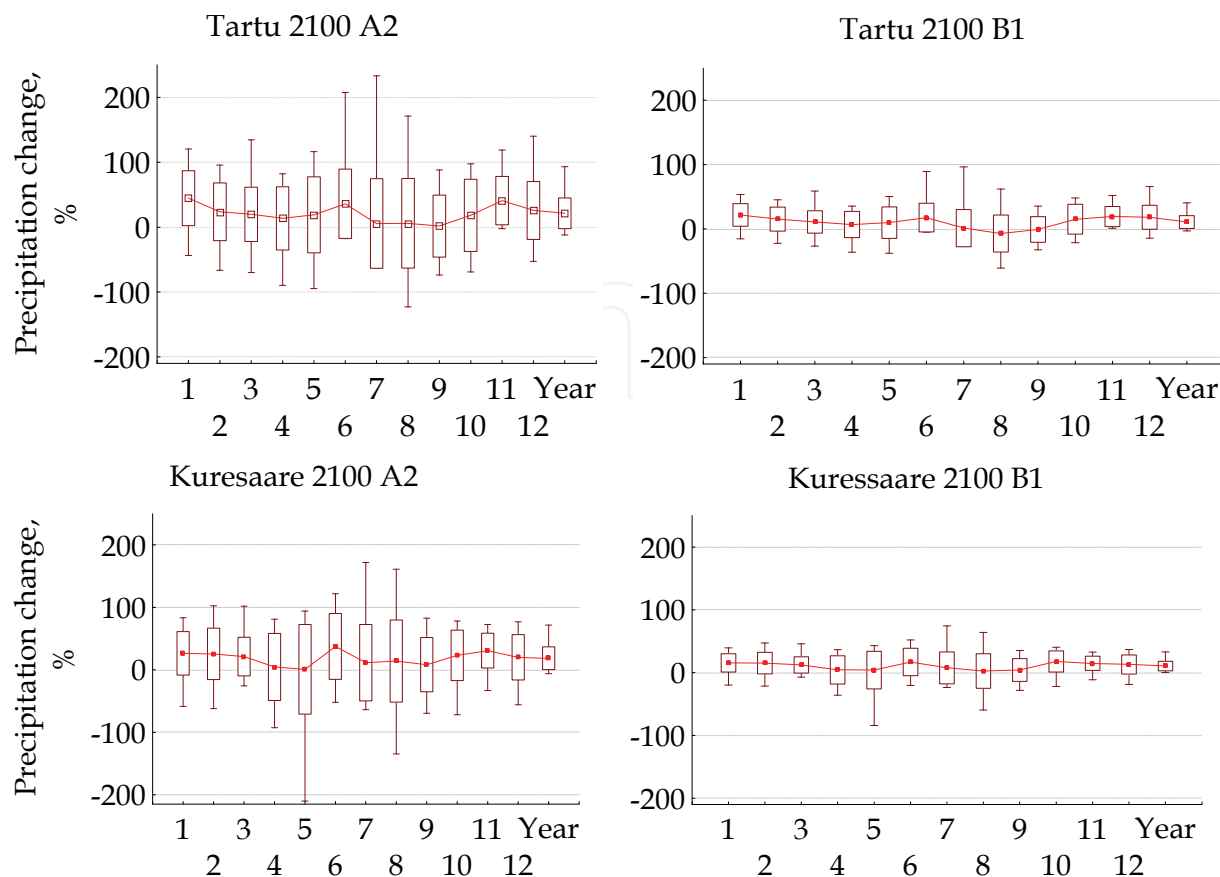 Tartu 2100 A2
Precipitation change,
%
200
100
0
-100
-200
1 3 5 7 9 11 Year
2 4 6 8 10 12
Tartu 2100 B1
200
100
0
-100
-200
1 3 5 7 9 11 Year
2 4 6 8 10 12
Kuresaare 2100 A2
Precipitation change,
%
200
100
0
-100
-200
1 3 5 7 9 11 Year
2 4 6 8 10 12
Kuressaare 2100 B1
200
100
0
-100
-200
1 3 5 7 9 11 Year
2 4 6 8 10 12